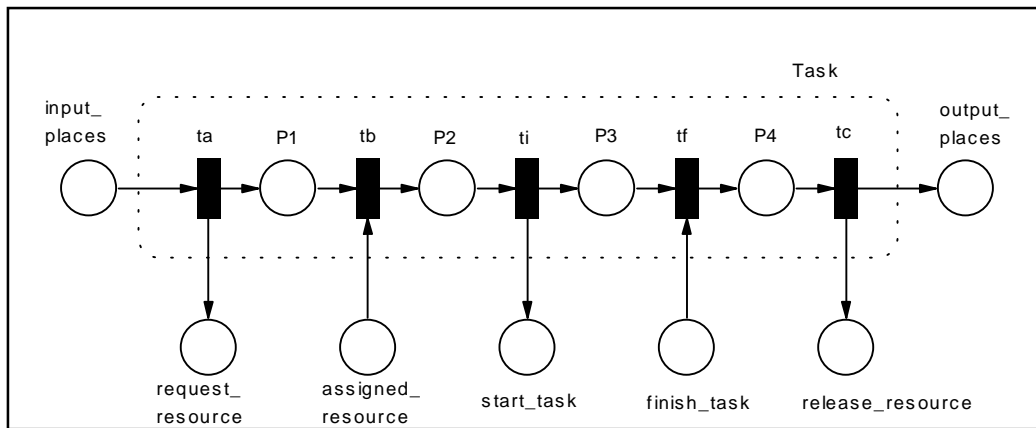 Task
input_
places
ta
P1
tb
P2
ti
P3
tf
P4
tc
output_
places
request_
resource
assigned_
resource
start_task
finish_task
release_resource